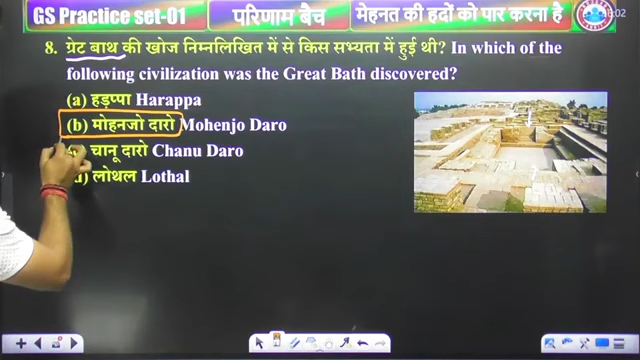 GS Practice set-01
परिणाम बैच
मेहनत की हदों को पार करना है
8. ग्रेट बाथ की खोज निम्नलिखित में से किस सभ्यता में हुई थी? In which of the
following civilization was the Great Bath discovered?
(a) हड़प्पा Harappa
(b) मोहनजो दारो Mohenjo Daro
चानू दारो Chanu Daro
लोथल Lothal